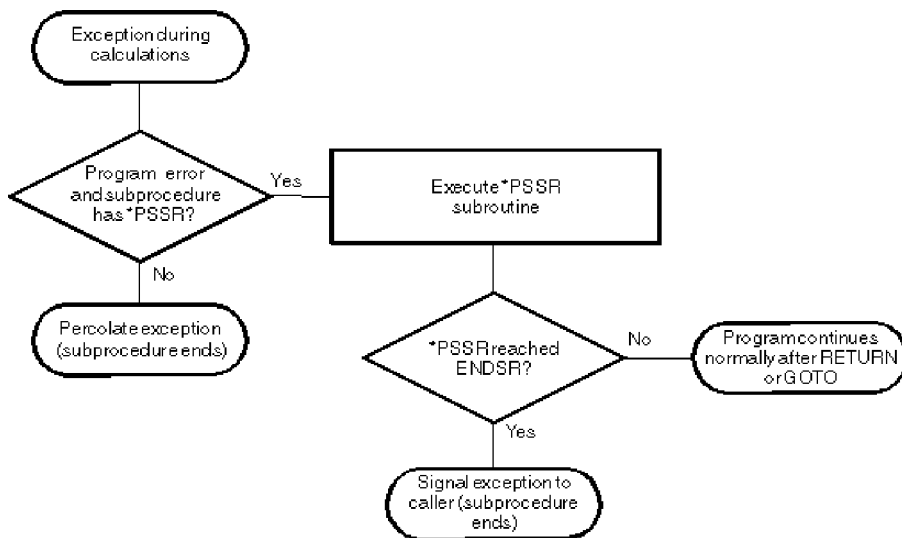 Exception during
calculations
Program error
and subprocedure
has *PSSR?
Yes
Execute *PSSR
subroutine
No
Percolate exception
(subprocedure ends)
*PSSR reached
ENDSR?
No
Program continues
normally after RETURN
or GOTO
Yes
Signal exception to
caller (subprocedure
ends)